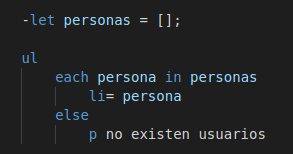 -let personas = [];
ul
each persona in personas
li= persona
else
p no existen usuarios